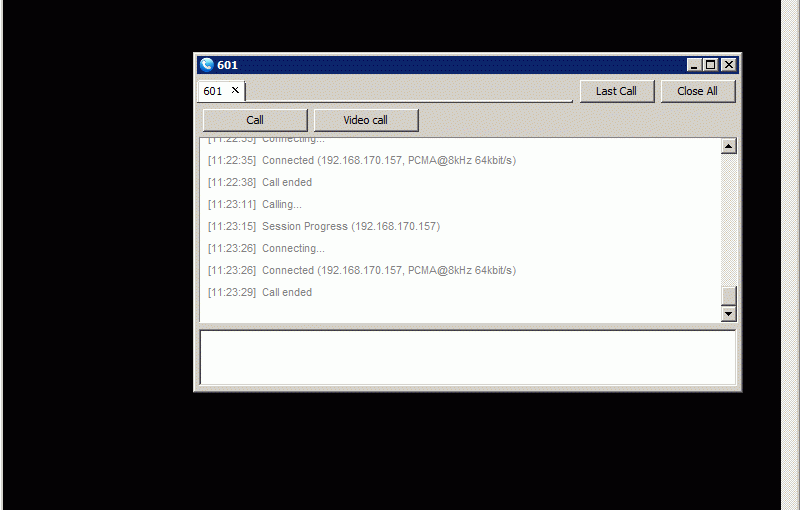 601
601
Last Call
Close All
Call
Video call
[11:22:35] Connecting...
[11:22:35] Connected (192.168.170.157, PCMA@8kHz 64kbit/s)
[11:22:38] Call ended
[11:23:11] Calling...
[11:23:15] Session Progress (192.168.170.157)
[11:23:26] Connecting...
[11:23:26] Connected (192.168.170.157, PCMA@8kHz 64kbit/s)
[11:23:29] Call ended